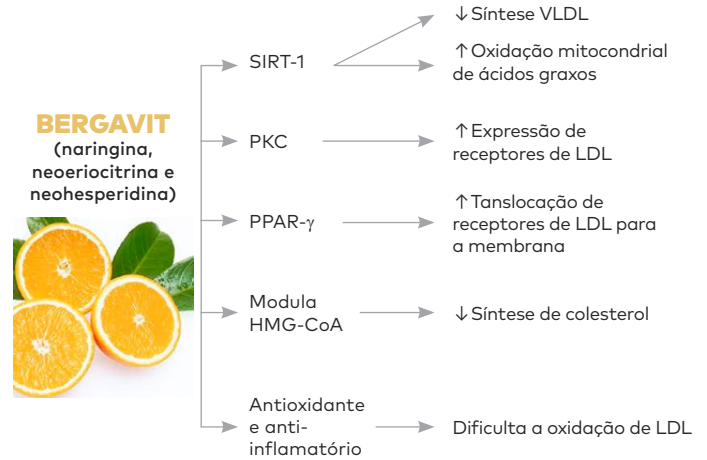 BERGAVIT
(naringina,
neoeriocitrina e
neohesperidina)
SIRT-1
↓Síntese VLDL
↑Oxidação mitocondrial
de ácidos graxos
PKC
↑Expressão de
receptores de LDL
PPAR-γ
↑Tanslocação de
receptores de LDL para
a membrana
Modula
HMG-CoA
↓Síntese de colesterol
Antioxidante
e anti-
inflamatório
Dificulta a oxidação de LDL